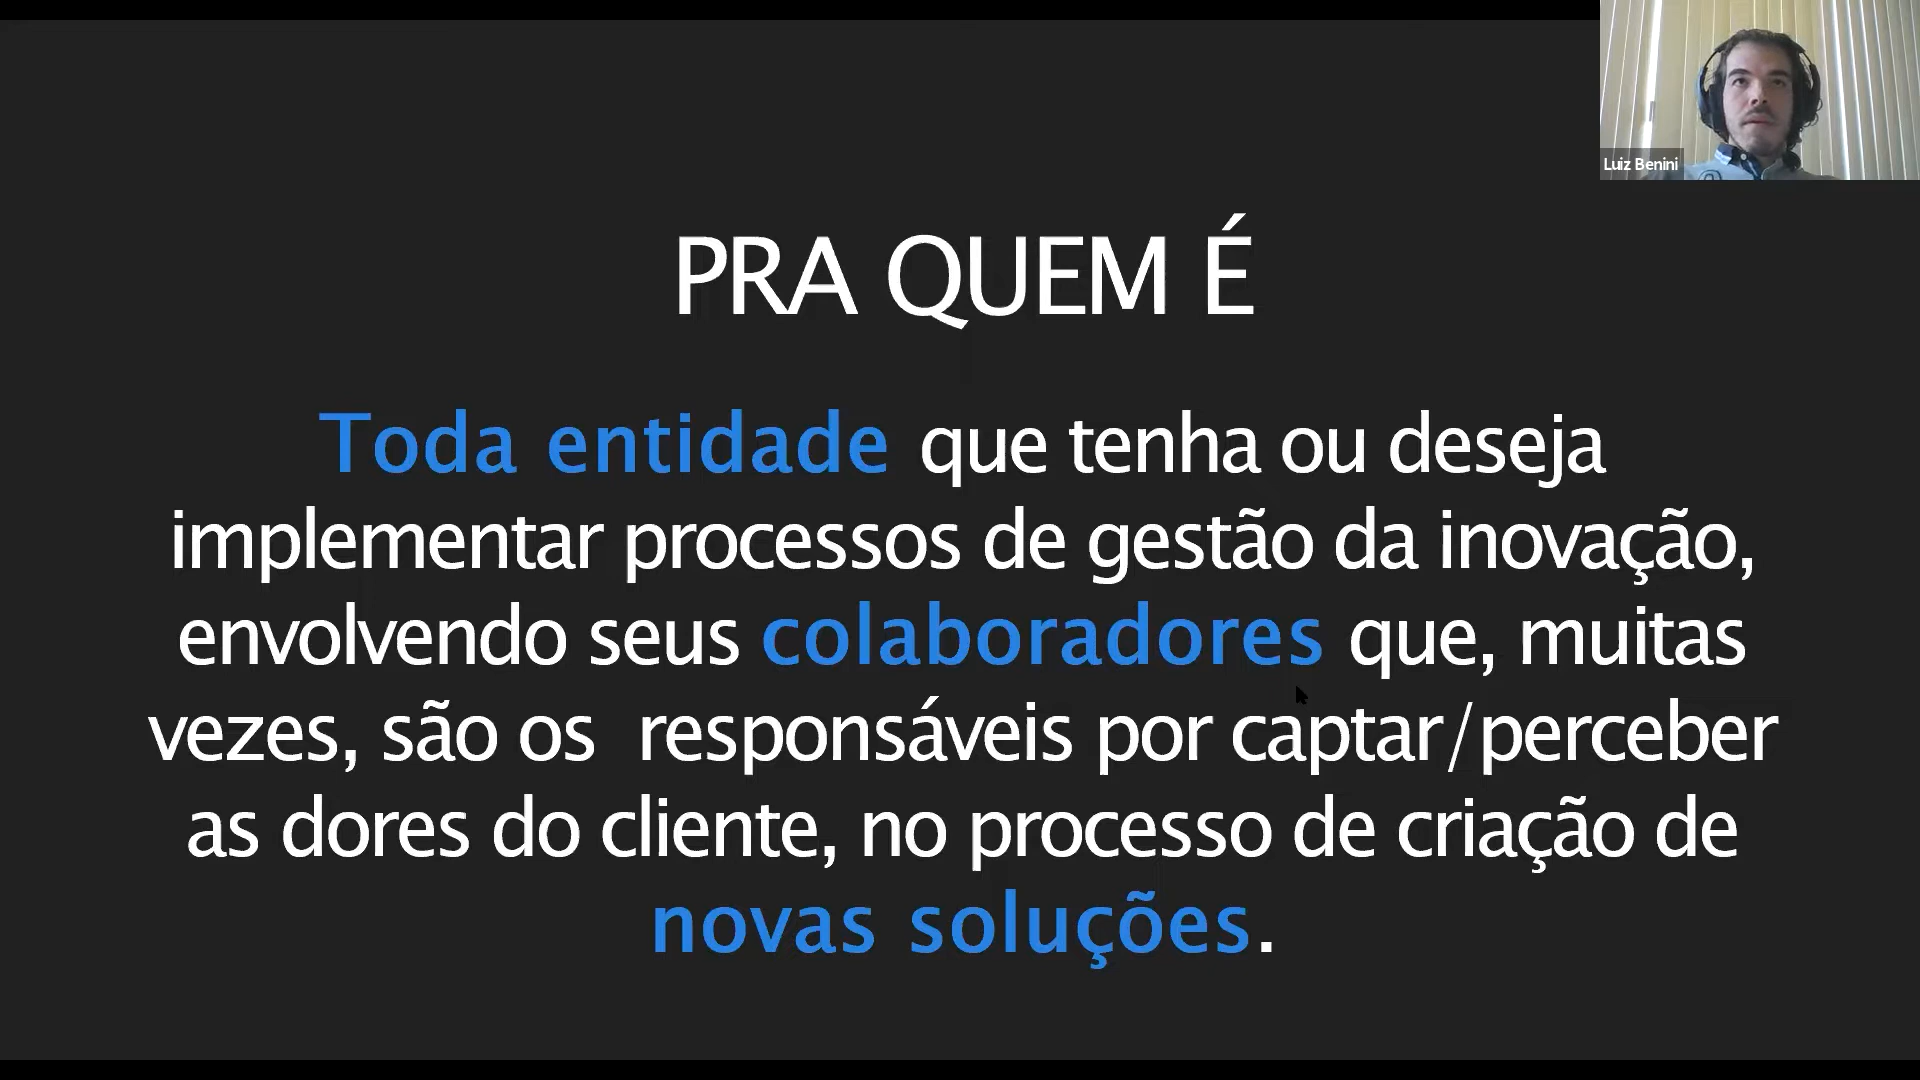 Luiz Benini
PRA QUEM É
Toda entidade que tenha ou deseja
implementar processos de gestão da inovação,
envolvendo seus colaboradores que, muitas
vezes, são os responsáveis por captar/perceber
as dores do cliente, no processo de criação de
novas soluções.